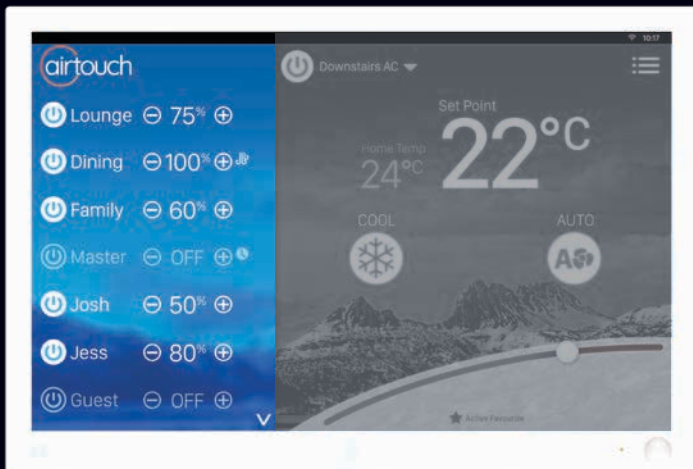 10:17
airtouch
Downstairs AC
Lounge 75%
Dining 100%
Family 60%
Master OFF
Josh 50%
Jess 80%
Guest OFF
Set Point
22°C
Home Temp
24°C
COOL
AUTO
A
Active Favourite